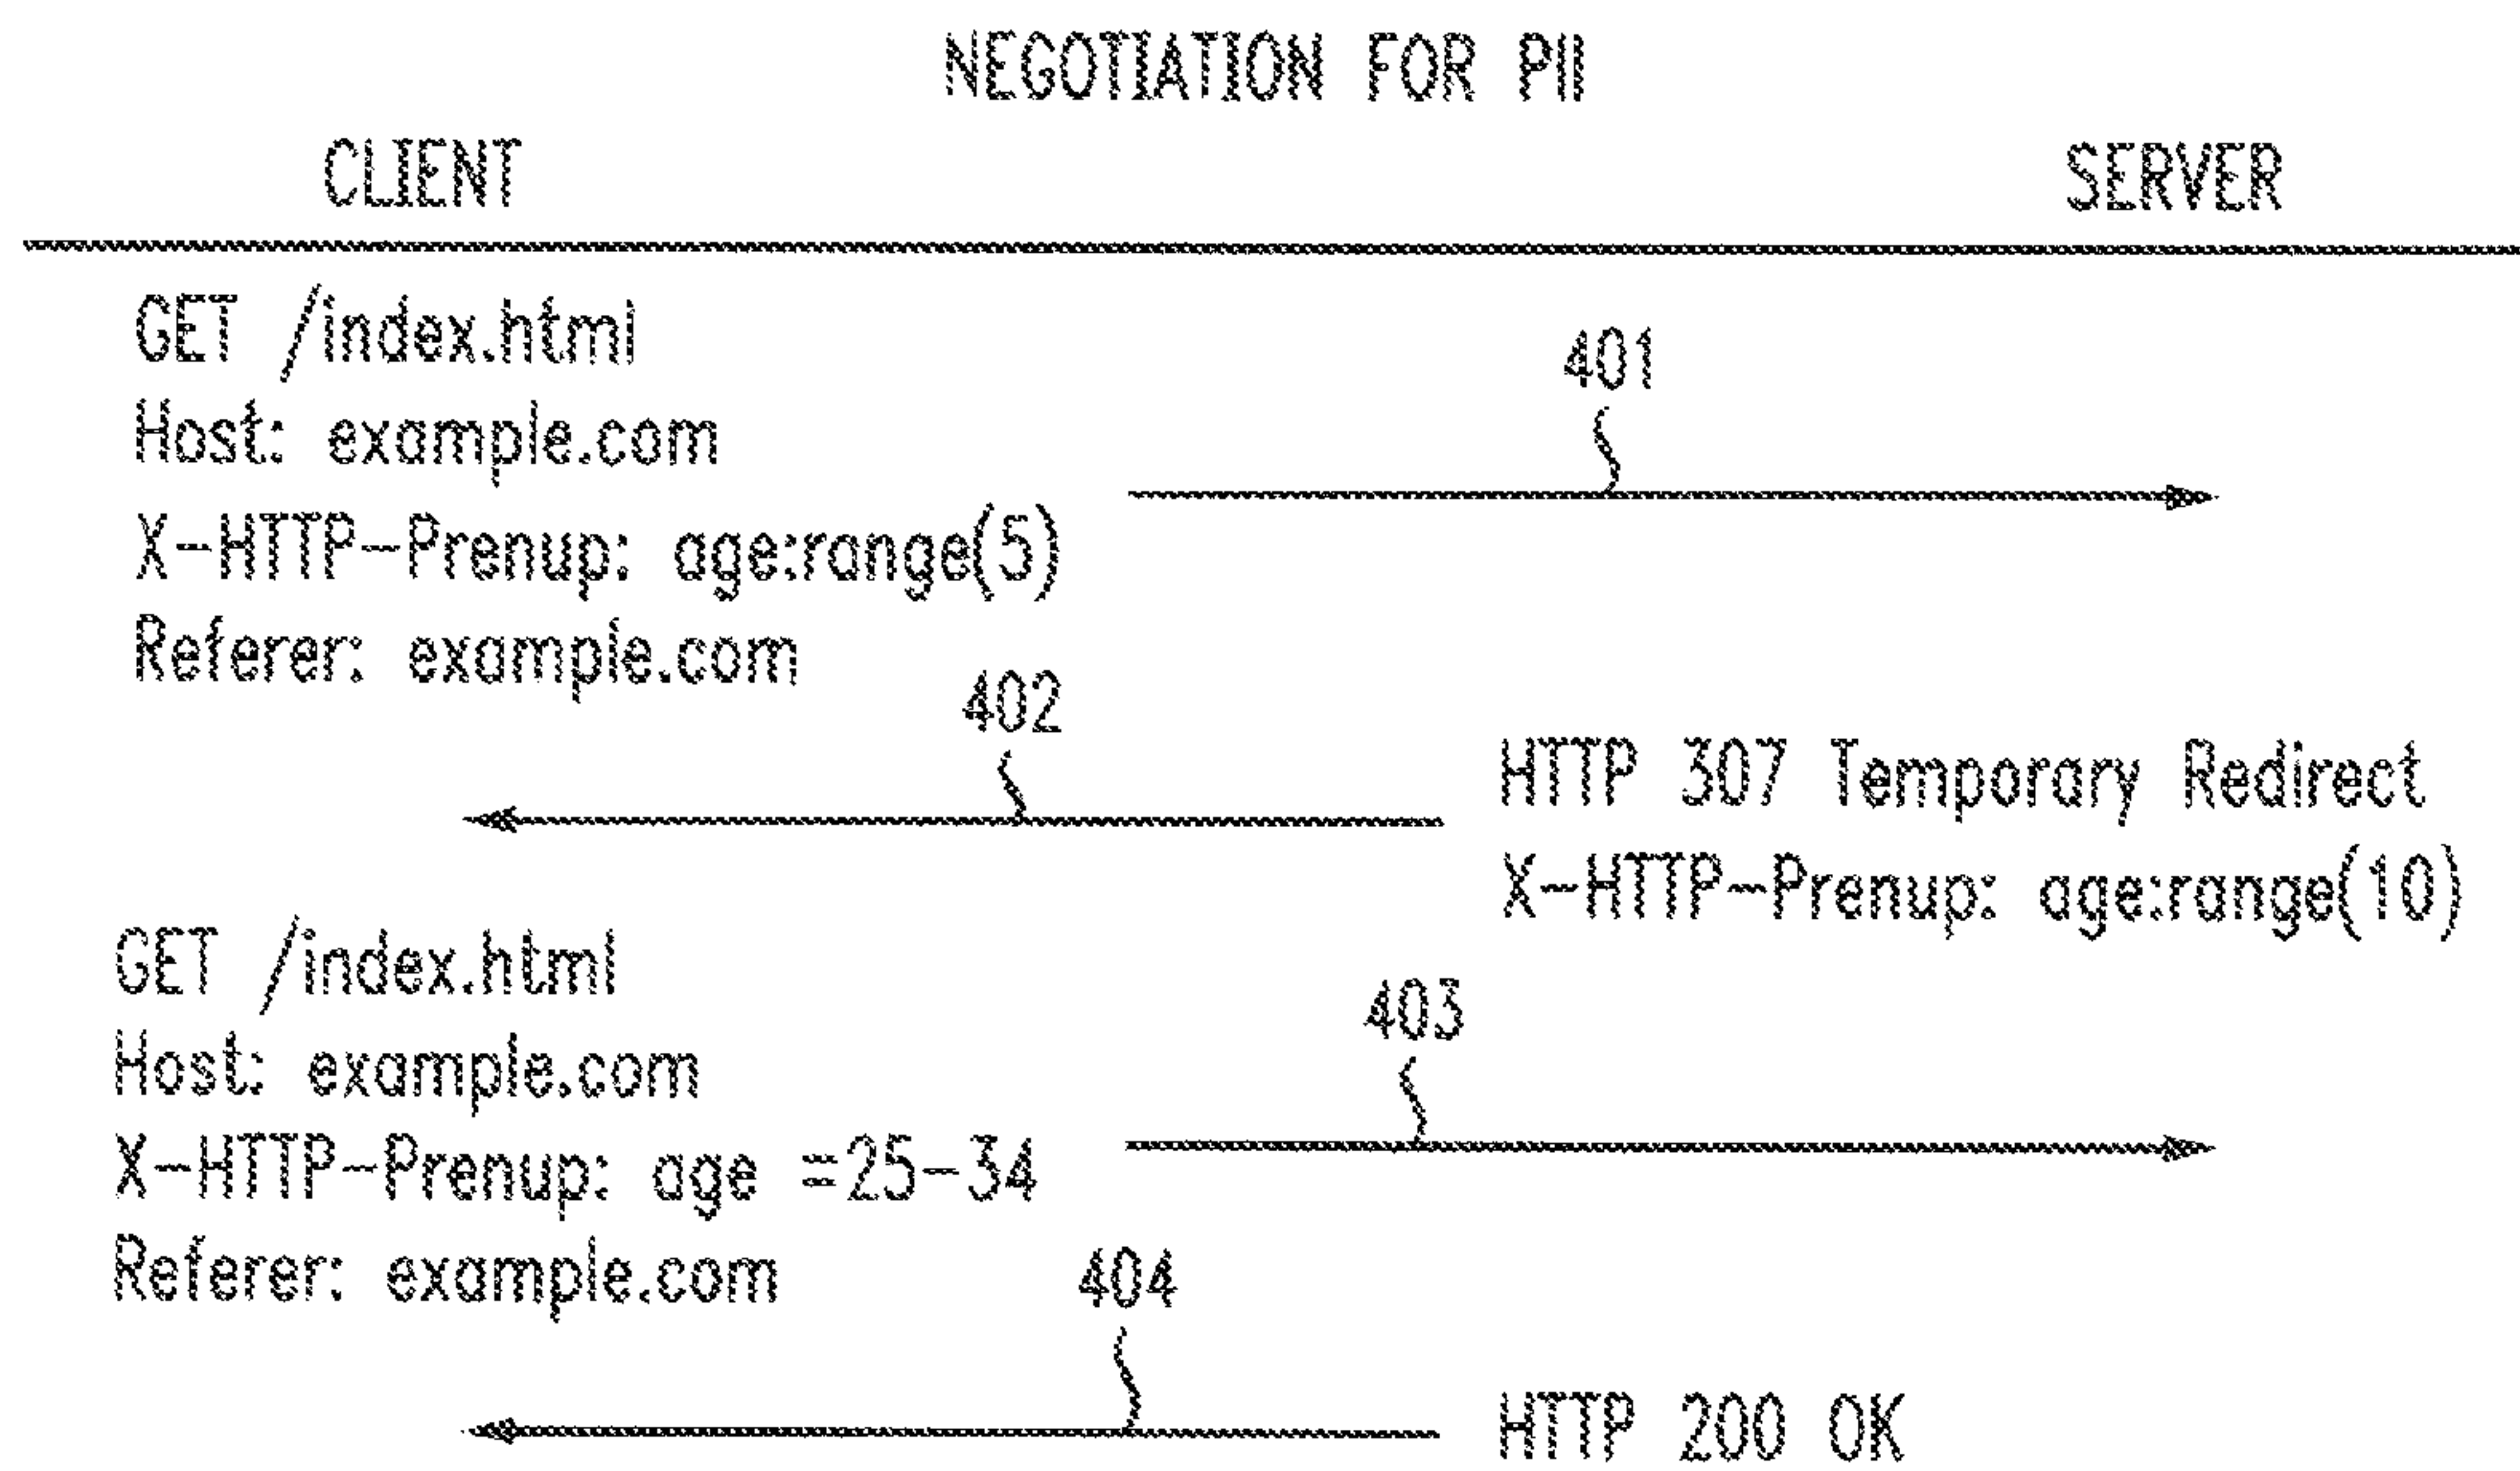 NEGOTIATION FOR PII
CLIENT SERVER
GET /index.html
401
Host: example.com
X-HTTP-Prenup: age:range(5)
Referer: example.com
402
HTTP 307 Temporary Redirect
X-HTTP-Prenup: age:range(10)
GET /index.html
403
Host: example.com
X-HTTP-Prenup: age =25-34
Referer: example.com
404
HTTP 200 OK